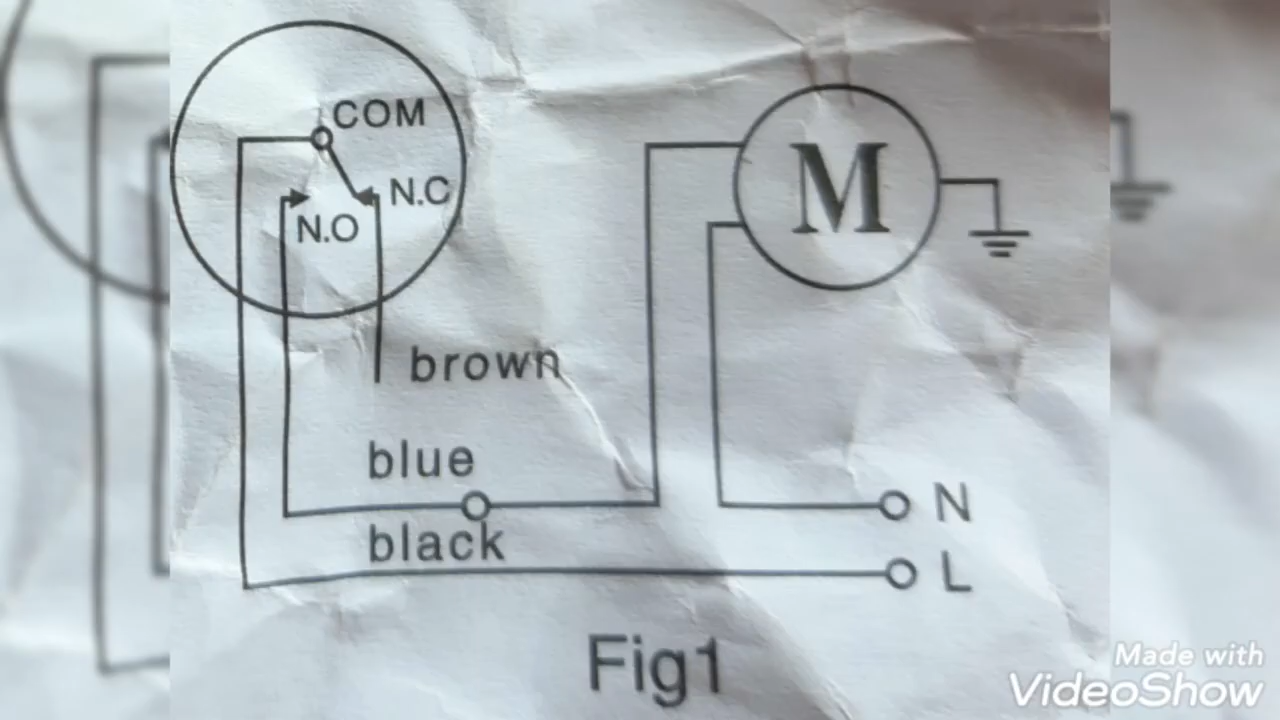 COM
N.C
N.O
M
brown
blue
black
N
L
Fig1
Made with
VideoShow